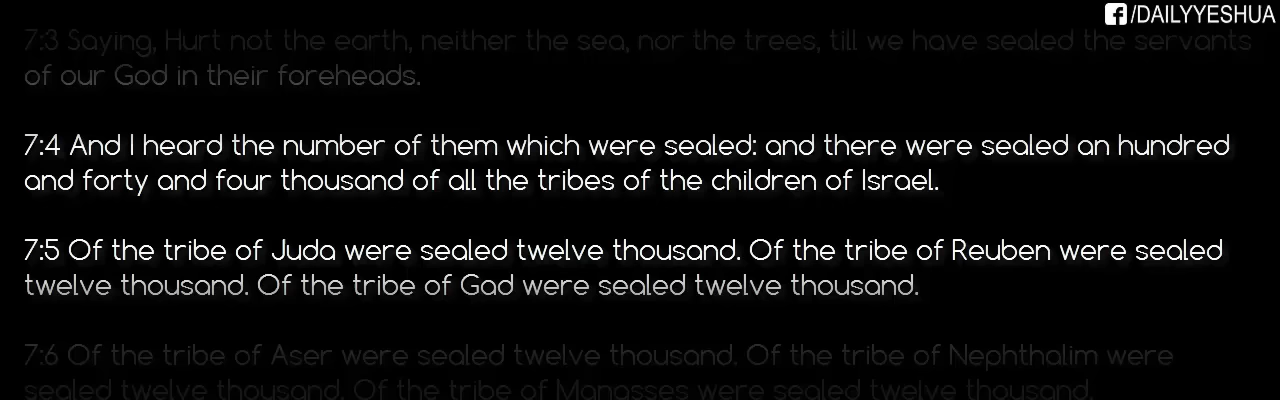 /DAILYYESHUA
7:3 Saying, Hurt not the earth, neither the sea, nor the trees, till we have sealed the servants
of our God in their foreheads.
7:4 And I heard the number of them which were sealed: and there were sealed an hundred
and forty and four thousand of all the tribes of the children of Israel.
7:5 Of the tribe of Juda were sealed twelve thousand. Of the tribe of Reuben were sealed
twelve thousand. Of the tribe of Gad were sealed twelve thousand.
7:6 Of the tribe of Aser were sealed twelve thousand. Of the tribe of Nephthalim were
sealed twelve thousand. Of the tribe of Manasses were sealed twelve thousand.